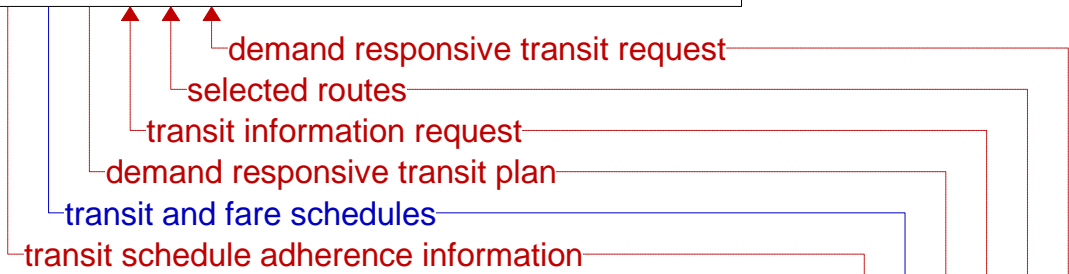 demand responsive transit request
selected routes
transit information request
demand responsive transit plan
transit and fare schedules
transit schedule adherence information